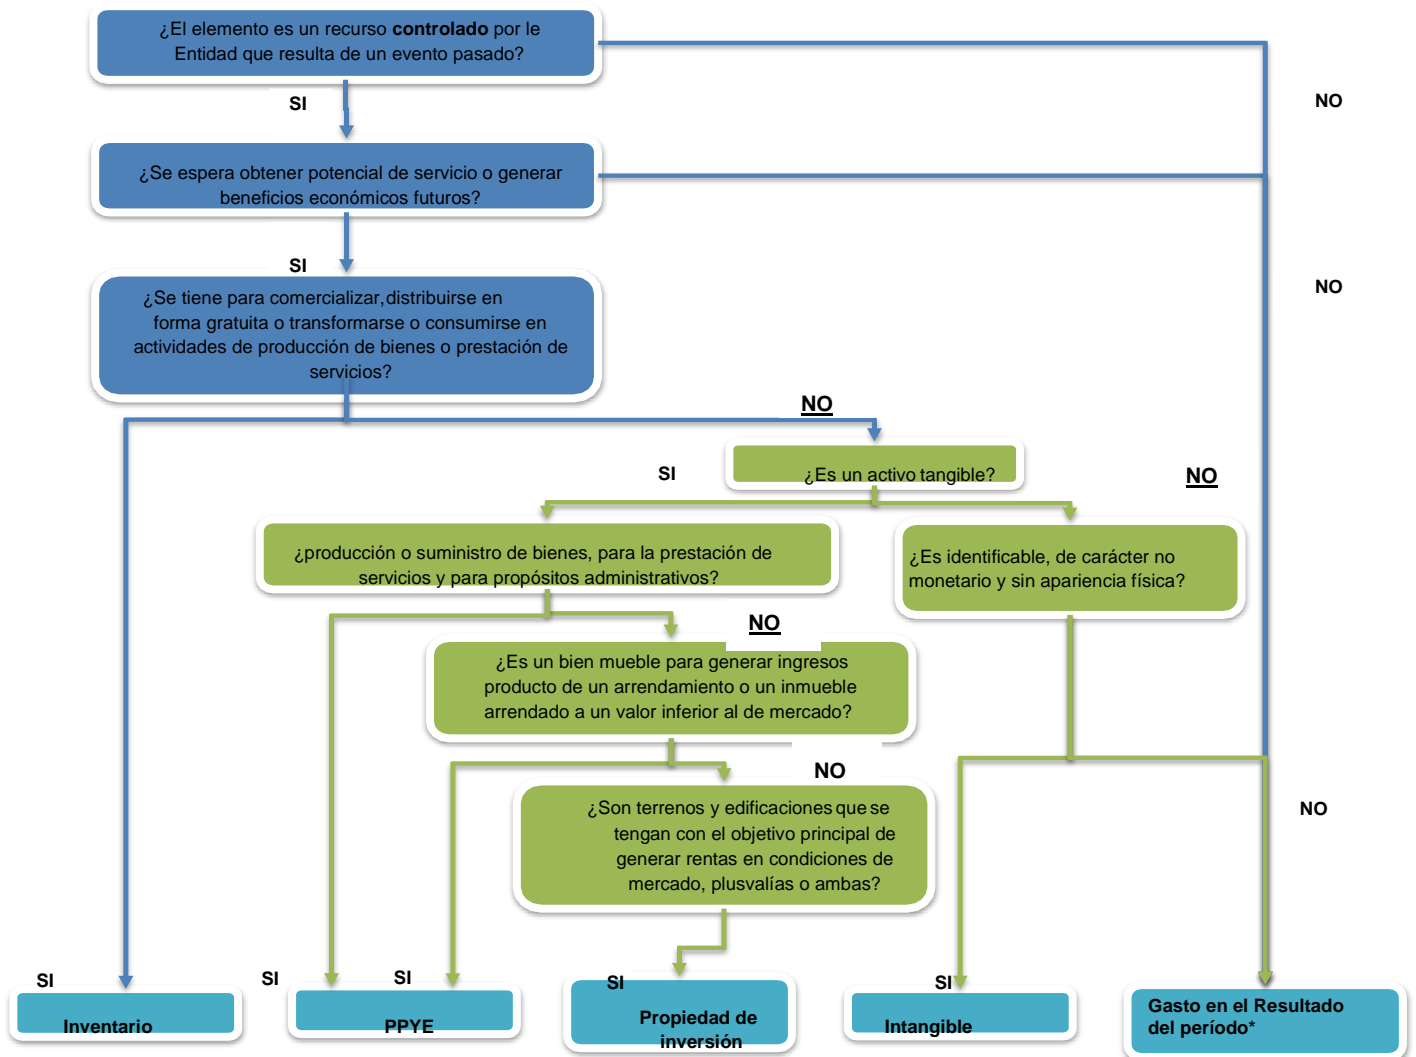 ¿El elemento es un recurso controlado por le
Entidad que resulta de un evento pasado?
SI
NO
¿Se espera obtener potencial de servicio o generar
beneficios económicos futuros?
SI
NO
¿Se tiene para comercializar, distribuirse en
forma gratuita o transformarse o consumirse en
actividades de producción de bienes o prestación de
servicios?
NO
¿Es un activo tangible?
SI
NO
¿producción o suministro de bienes, para la prestación de
servicios y para propósitos administrativos?
¿Es identificable, de carácter no
monetario y sin apariencia física?
NO
¿Es un bien mueble para generar ingresos
producto de un arrendamiento o un inmueble
arrendado a un valor inferior al de mercado?
NO
¿Son terrenos y edificaciones que se
tengan con el objetivo principal de
generar rentas en condiciones de
mercado, plusvalías o ambas?
NO
SI
SI
SI
SI
SI
Inventario
PPYE
Propiedad de
inversión
Intangible
Gasto en el Resultado
del período*